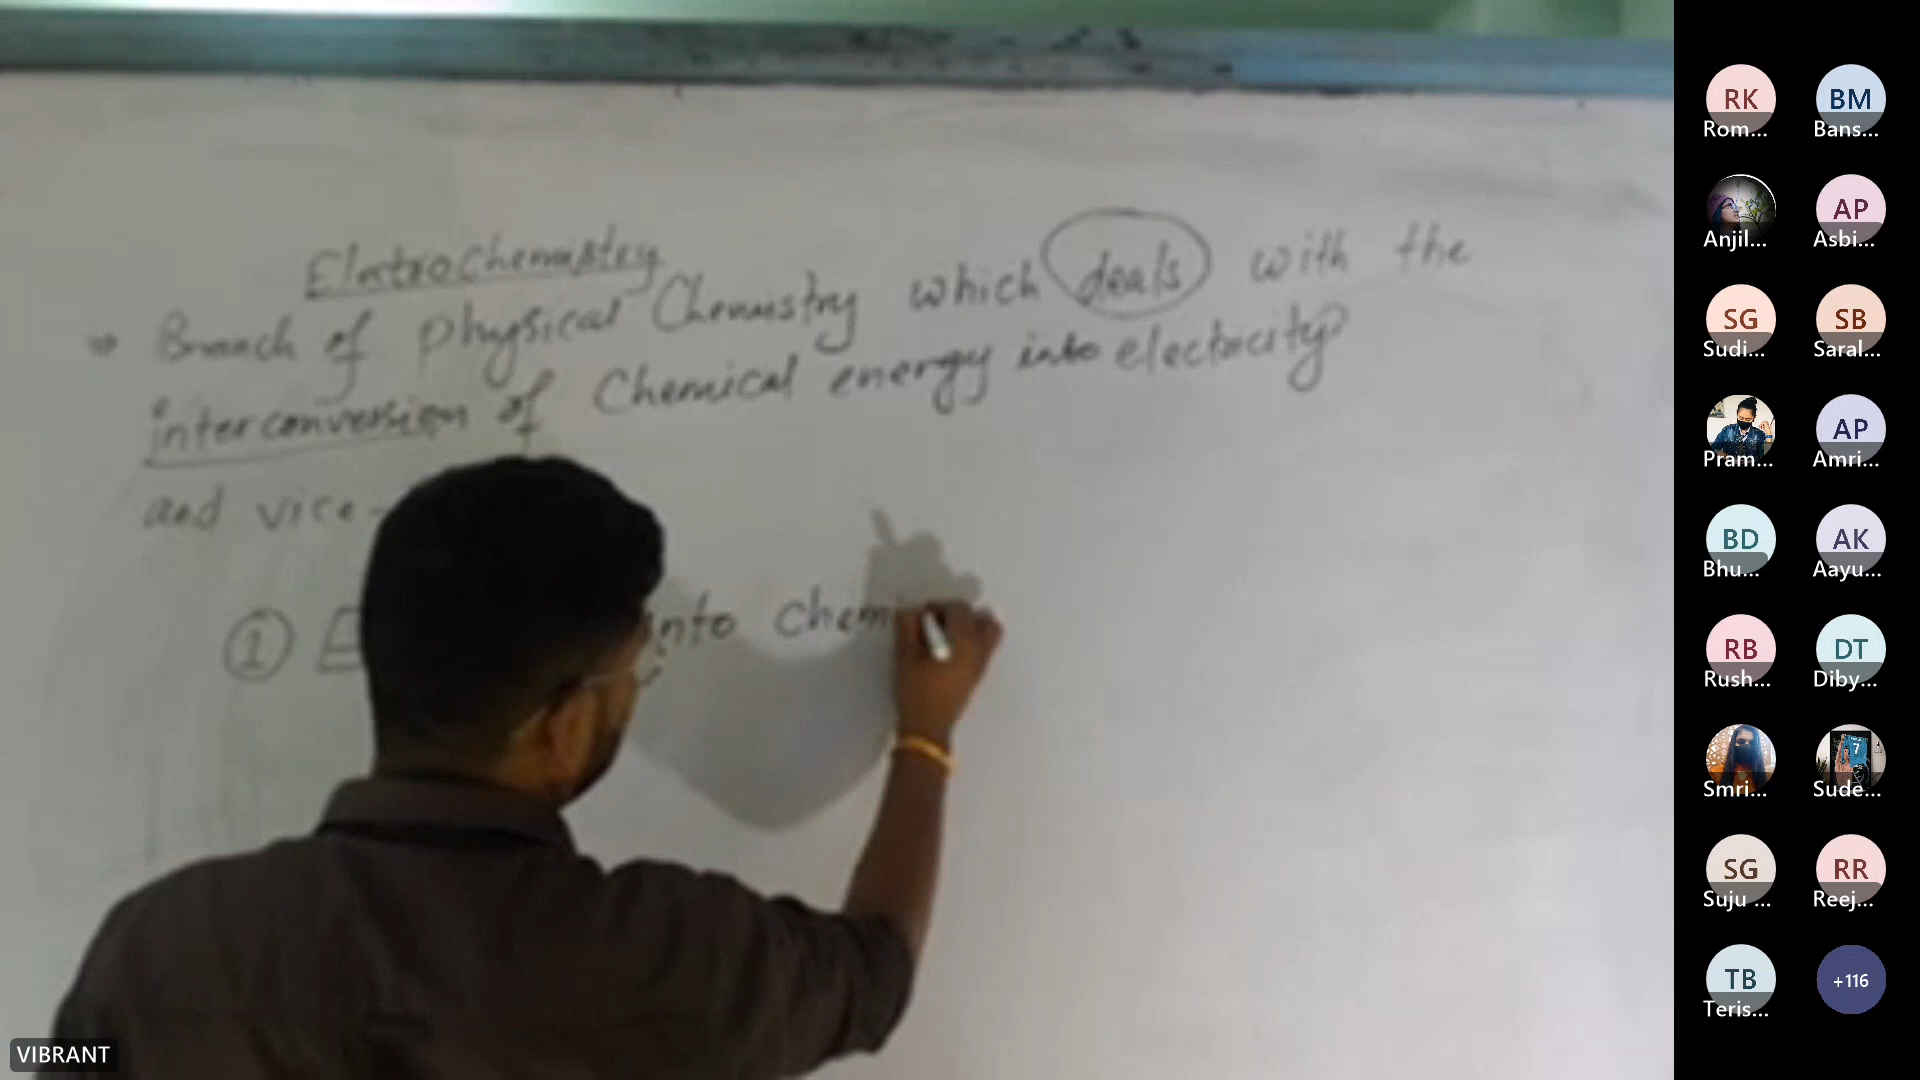 Electrochemistry
⇒ Branch of physical Chemistry which deals with the
interconversion of Chemical energy into electricity
and vice-
① E into chemi
RK
Rom...
BM
Bans...
Anjil...
AP
Asbi...
SG
Sudi...
SB
Saral...
Pram...
AP
Amri...
BD
Bhu...
AK
Aayu...
RB
Rush...
DT
Diby...
Smri...
7
Sude...
SG
Suju ...
RR
Reej...
TB
Teris...
+116
VIBRANT